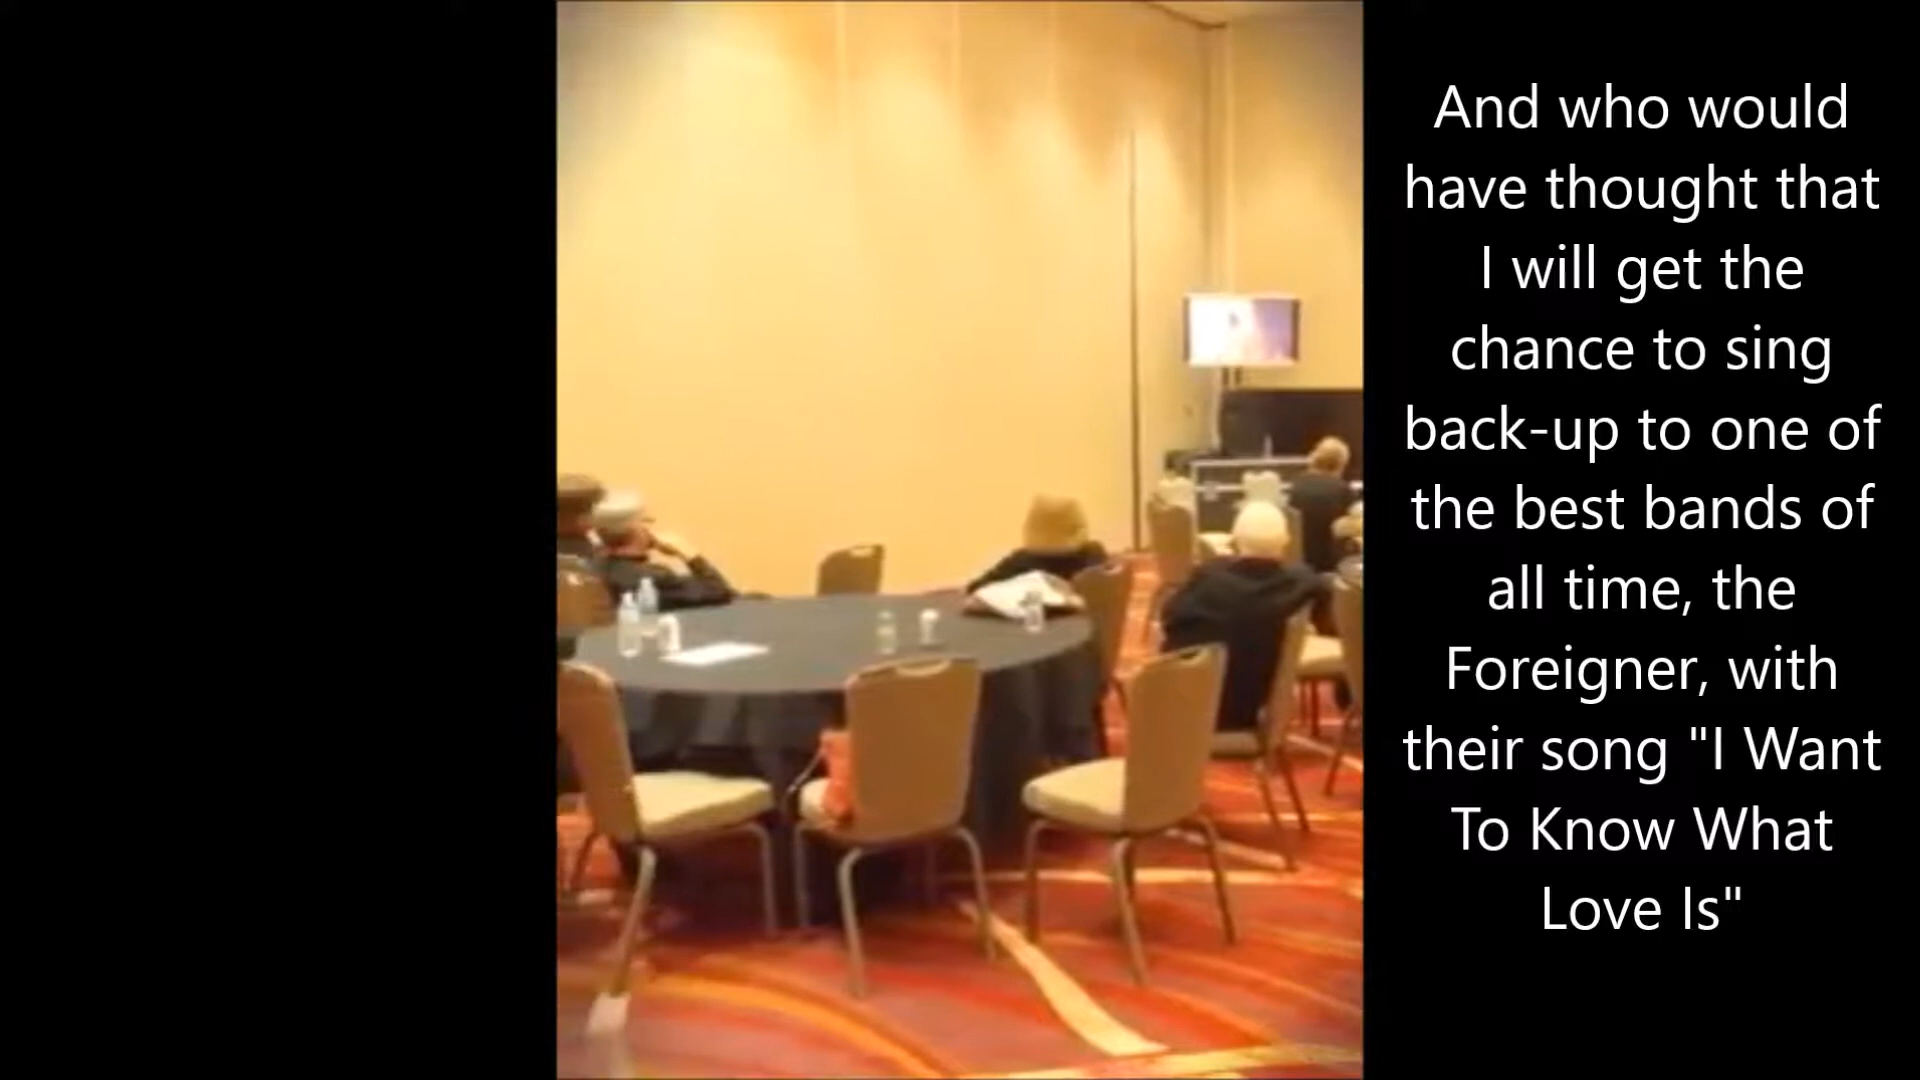 And who would
have thought that
I will get the
chance to sing
back-up to one of
the best bands of
all time, the
Foreigner, with
their song "I Want
To Know What
Love Is"